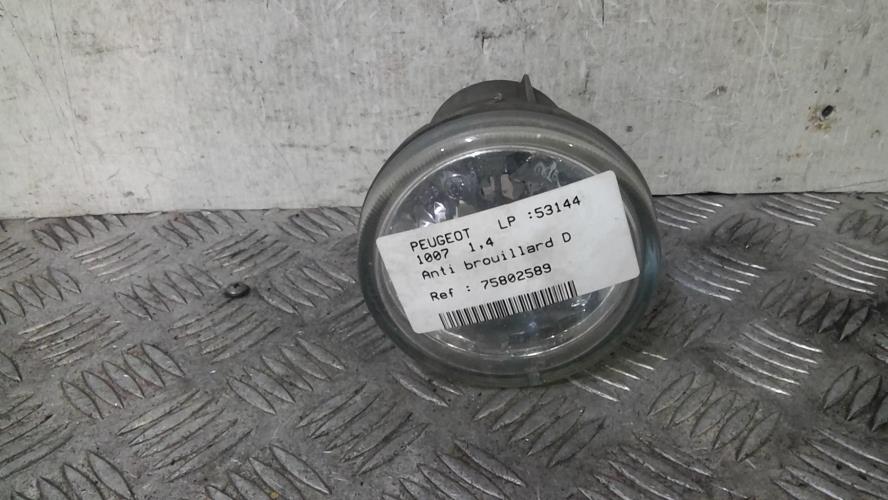 PEUGEOT LP :53144
1007 1,4
Anti brouillard D
Ref : 75802589